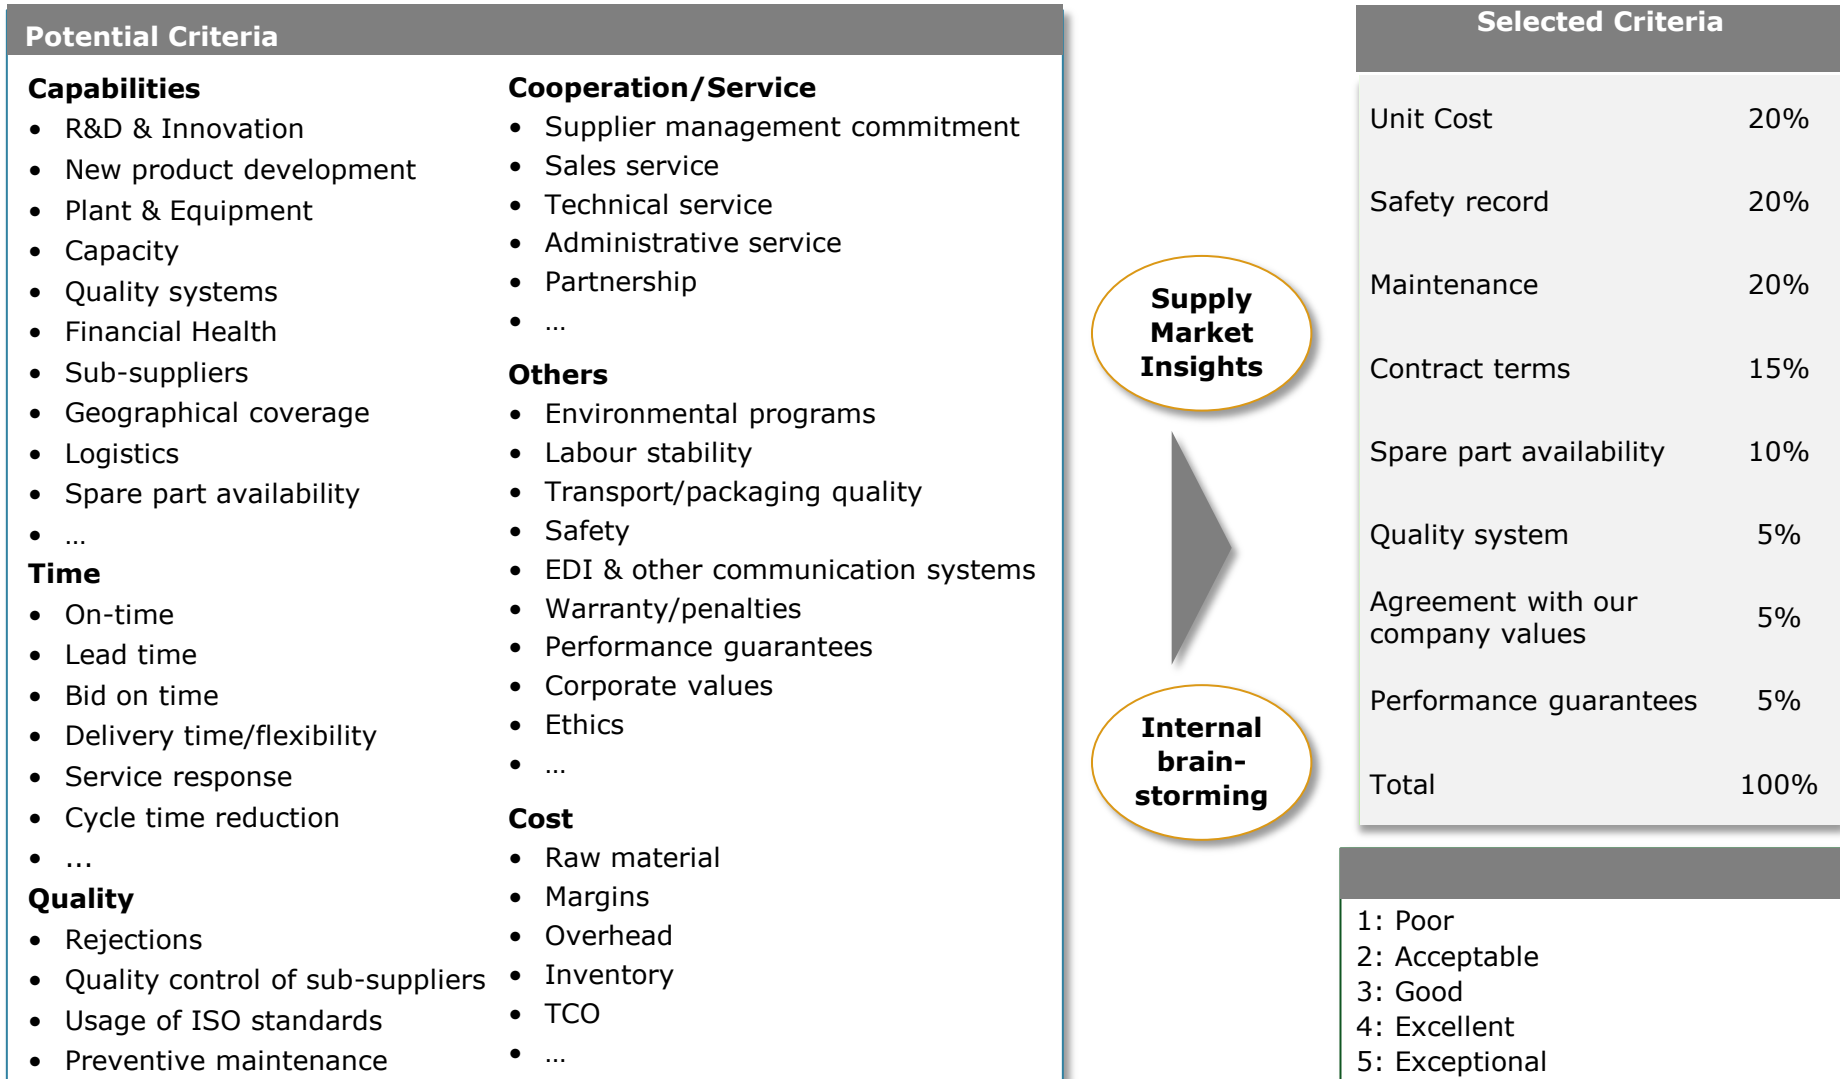 Potential Criteria
Capabilities
• R&D & Innovation
• New product development
• Plant & Equipment
• Capacity
• Quality systems
• Financial Health
• Sub-suppliers
• Geographical coverage
• Logistics
• Spare part availability
• …
Time
• On-time
• Lead time
• Bid on time
• Delivery time/flexibility
• Service response
• Cycle time reduction
• ...
Quality
• Rejections
• Quality control of sub-suppliers
• Usage of ISO standards
• Preventive maintenance
Cooperation/Service
• Supplier management commitment
• Sales service
• Technical service
• Administrative service
• Partnership
• …
Others
• Environmental programs
• Labour stability
• Transport/packaging quality
• Safety
• EDI & other communication systems
• Warranty/penalties
• Performance guarantees
• Corporate values
• Ethics
• …
Cost
• Raw material
• Margins
• Overhead
• Inventory
• TCO
• …
Supply
Market
Insights
Internal
brain-
storming
Selected Criteria
Unit Cost 20%
Safety record 20%
Maintenance 20%
Contract terms 15%
Spare part availability 10%
Quality system 5%
Agreement with our
company values 5%
Performance guarantees 5%
Total 100%
1: Poor
2: Acceptable
3: Good
4: Excellent
5: Exceptional